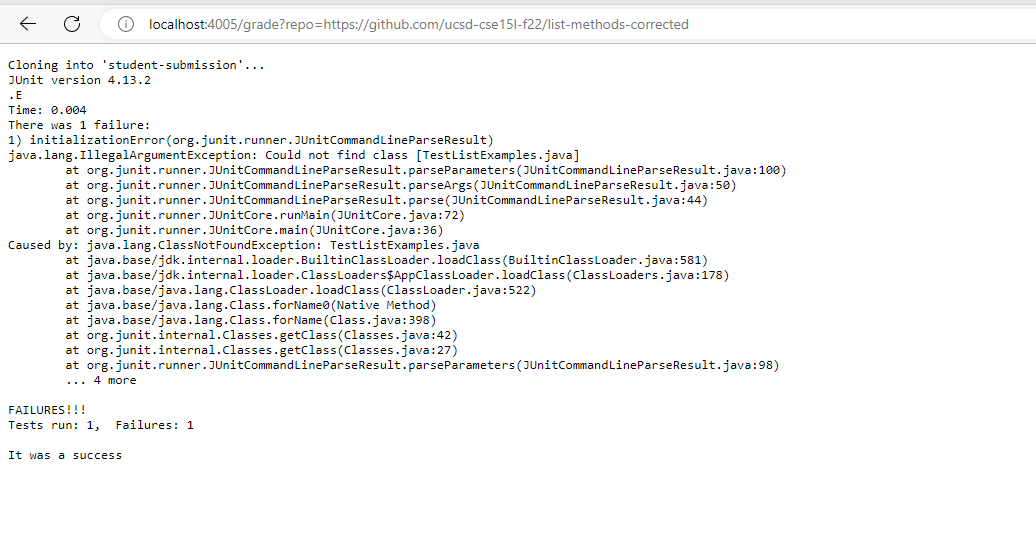 localhost:4005/grade?repo=https://github.com/ucsd-cse15l-f22/list-methods-corrected
Cloning into 'student-submission'...
JUnit version 4.13.2
.E
Time: 0.004
There was 1 failure:
1) initializationError(org.junit.runner.JUnitCommandLineParseResult)
java.lang.IllegalArgumentException: Could not find class [TestListExamples.java]
        at org.junit.runner.JUnitCommandLineParseResult.parseParameters(JUnitCommandLineParseResult.java:100)
        at org.junit.runner.JUnitCommandLineParseResult.parseArgs(JUnitCommandLineParseResult.java:50)
        at org.junit.runner.JUnitCommandLineParseResult.parse(JUnitCommandLineParseResult.java:44)
        at org.junit.runner.JUnitCore.runMain(JUnitCore.java:72)
        at org.junit.runner.JUnitCore.main(JUnitCore.java:36)
Caused by: java.lang.ClassNotFoundException: TestListExamples.java
        at java.base/jdk.internal.loader.BuiltinClassLoader.loadClass(BuiltinClassLoader.java:581)
        at java.base/jdk.internal.loader.ClassLoaders$AppClassLoader.loadClass(ClassLoaders.java:178)
        at java.base/java.lang.ClassLoader.loadClass(ClassLoader.java:522)
        at java.base/java.lang.Class.forName0(Native Method)
        at java.base/java.lang.Class.forName(Class.java:398)
        at org.junit.internal.Classes.getClass(Classes.java:42)
        at org.junit.internal.Classes.getClass(Classes.java:27)
        at org.junit.runner.JUnitCommandLineParseResult.parseParameters(JUnitCommandLineParseResult.java:98)
        ... 4 more
FAILURES!!!
Tests run: 1,  Failures: 1
It was a success